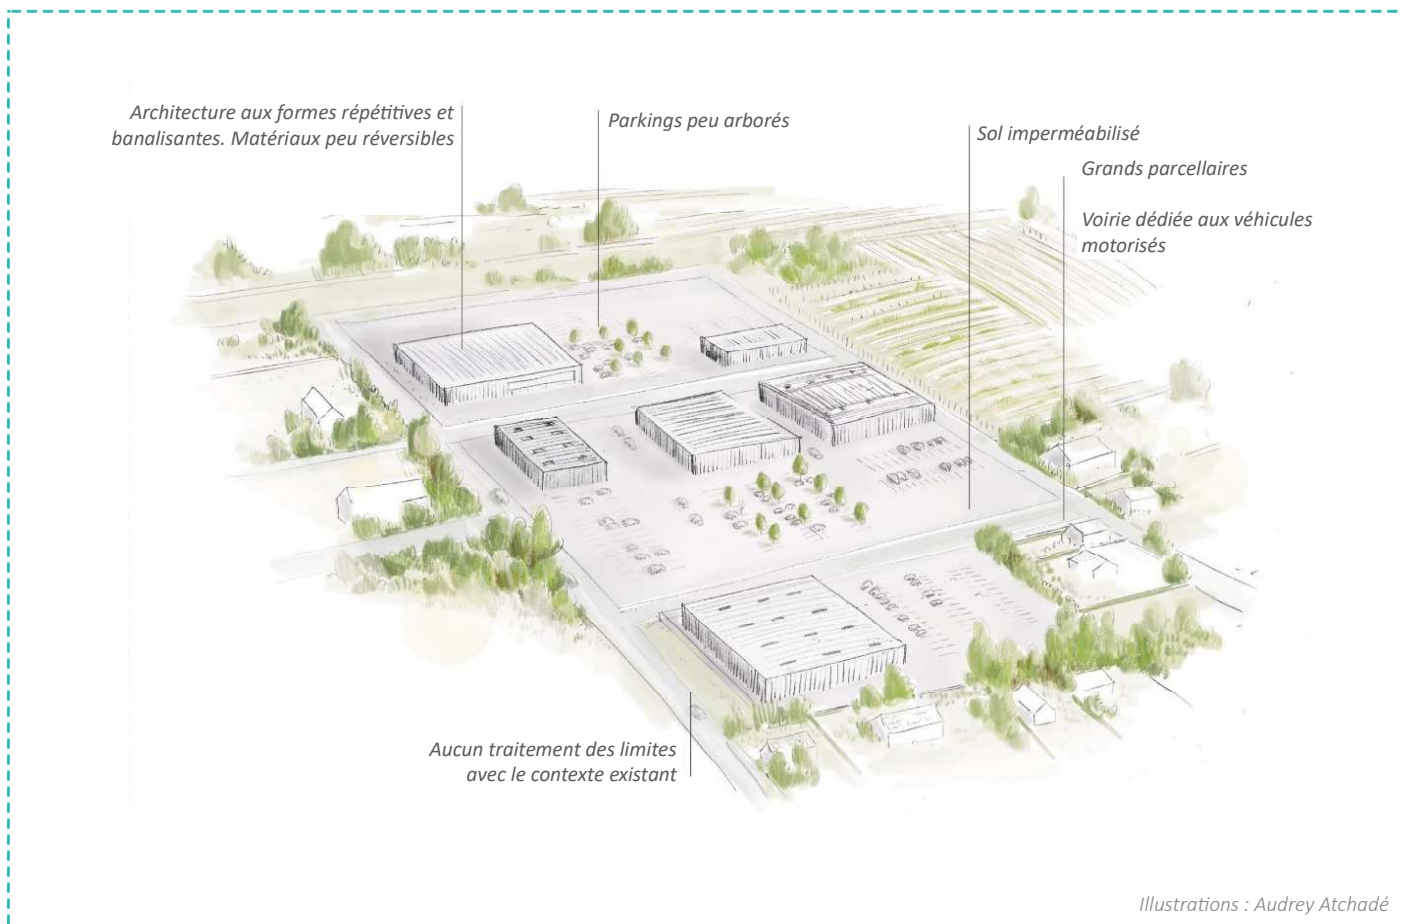 Architecture aux formes répétitives et
banalisantes. Matériaux peu réversibles
Parkings peu arborés
Sol imperméabilisé
Grands parcellaires
Voirie dédiée aux véhicules
motorisés
Aucun traitement des limites
avec le contexte existant
Illustrations : Audrey Atchadé